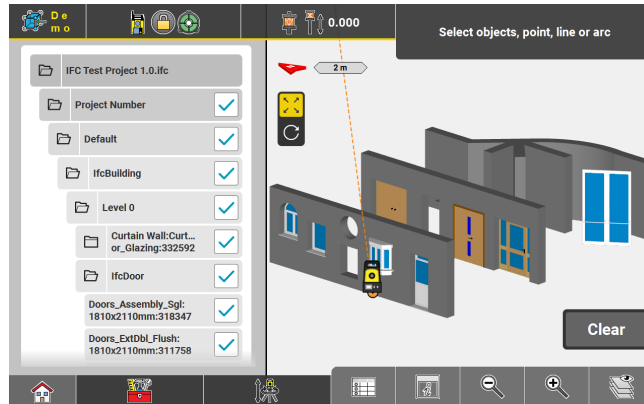 De
mo
0.000
Select objects, point, line or arc
IFC Test Project 1.0.ifc
2 m
Project Number
Default
IfcBuilding
Level 0
Curtain Wall:Curt...
or_Glazing:332592
IfcDoor
Doors_Assembly_Sgl:
1810x2110mm:318347
Doors_ExtDbl_Flush:
1810x2110mm:311758
Clear